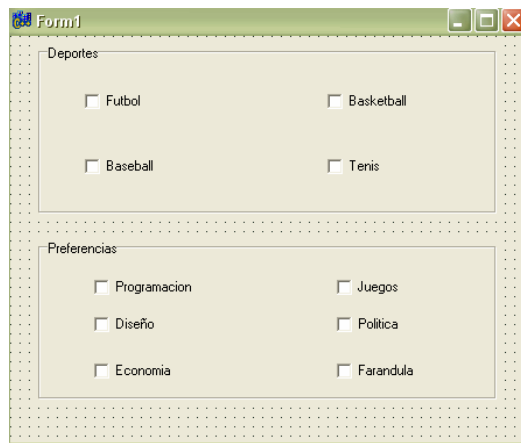 Form1
Deportes
Futbol Basketball
Baseball Tenis
Preferencias
Programacion Juegos
Diseño Politica
Economia Farandula